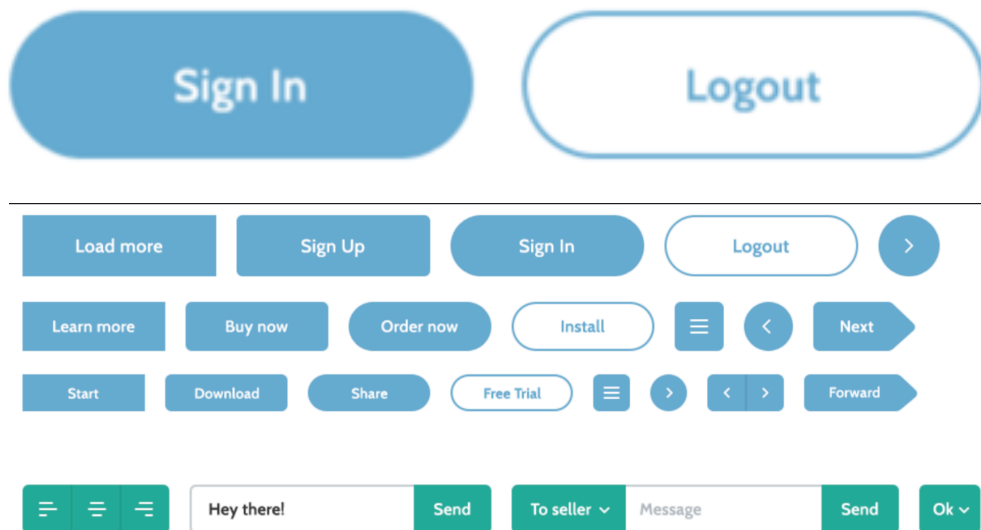 Sign In Logout
Load more Sign Up Sign In Logout
Learn more Buy now Order now Install Next
Start Download Share Free Trial Forward
Hey there! Send To seller Message Send Ok